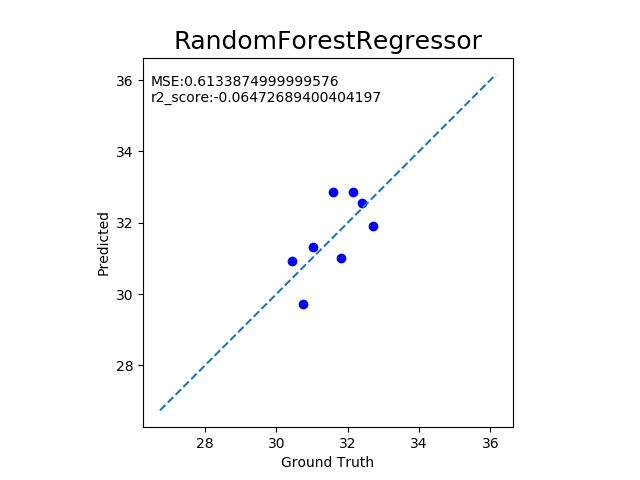 RandomForestRegressor
MSE:0.6133874999999576
r2_score:-0.06472689400404197
36
34
32
30
28
Predicted
28 30 32 34 36
Ground Truth